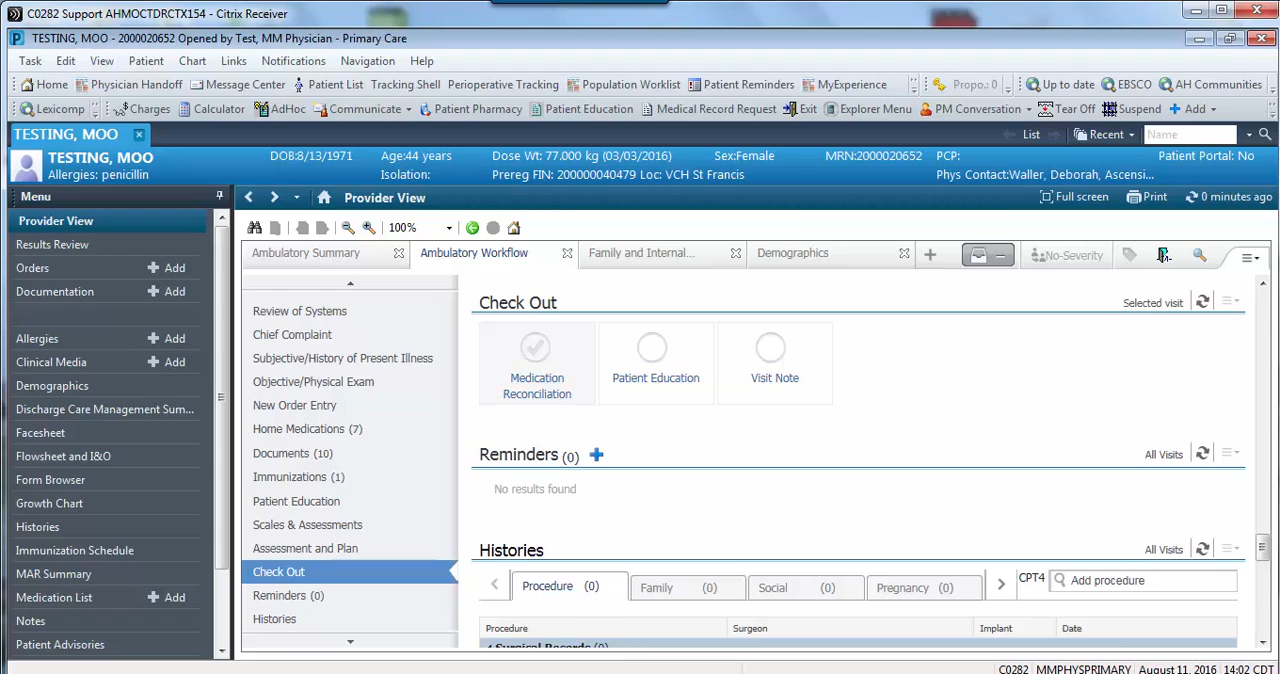 C0282 Support AHMOCTDRCTX154 - Citrix Receiver
TESTING, MOO - 2000020652 Opened by Test, MM Physician - Primary Care
Task Edit View Patient Chart Links Notifications Navigation Help
Home Physician Handoff Message Center Patient List Tracking Shell Perioperative Tracking Population Worklist Patient Reminders MyExperience Propo.: 0 Up to date EBSCO AH Communities
Lexicomp Charges Calculator AdHoc Communicate Patient Pharmacy Patient Education Medical Record Request Exit Explorer Menu PM Conversation Tear Off Suspend Add
TESTING, MOO List Recent Name
TESTING, MOO DOB:8/13/1971 Age:44 years Dose Wt: 77.000 kg (03/03/2016) Sex:Female MRN:2000020652 PCP: Patient Portal: No
Allergies: penicillin Isolation: Prereg FIN: 200000040479 Loc: VCH St Francis Phys Contact:Waller, Deborah, Ascensi...
Menu Provider View Full screen Print 0 minutes ago
Provider View
100%
Results Review
Orders Add
Documentation Add
Allergies Add
Clinical Media Add
Demographics
Discharge Care Management Sum...
Facesheet
Flowsheet and I&O
Form Browser
Growth Chart
Histories
Immunization Schedule
MAR Summary
Medication List Add
Notes
Patient Advisories
Ambulatory Summary Ambulatory Workflow Family and Internal... Demographics No-Severity
Review of Systems
Chief Complaint
Subjective/History of Present Illness
Objective/Physical Exam
New Order Entry
Home Medications (7)
Documents (10)
Immunizations (1)
Patient Education
Scales & Assessments
Assessment and Plan
Check Out
Reminders (0)
Histories
Check Out Selected visit
Medication Reconciliation
Patient Education
Visit Note
Reminders (0) All Visits
No results found
Histories All Visits
Procedure (0) Family (0) Social (0) Pregnancy (0) CPT4 Add procedure
Procedure Surgeon Implant Date
Surgical Records (0)
C0282 MMPHYSPRIMARY August 11, 2016 14:02 CDT